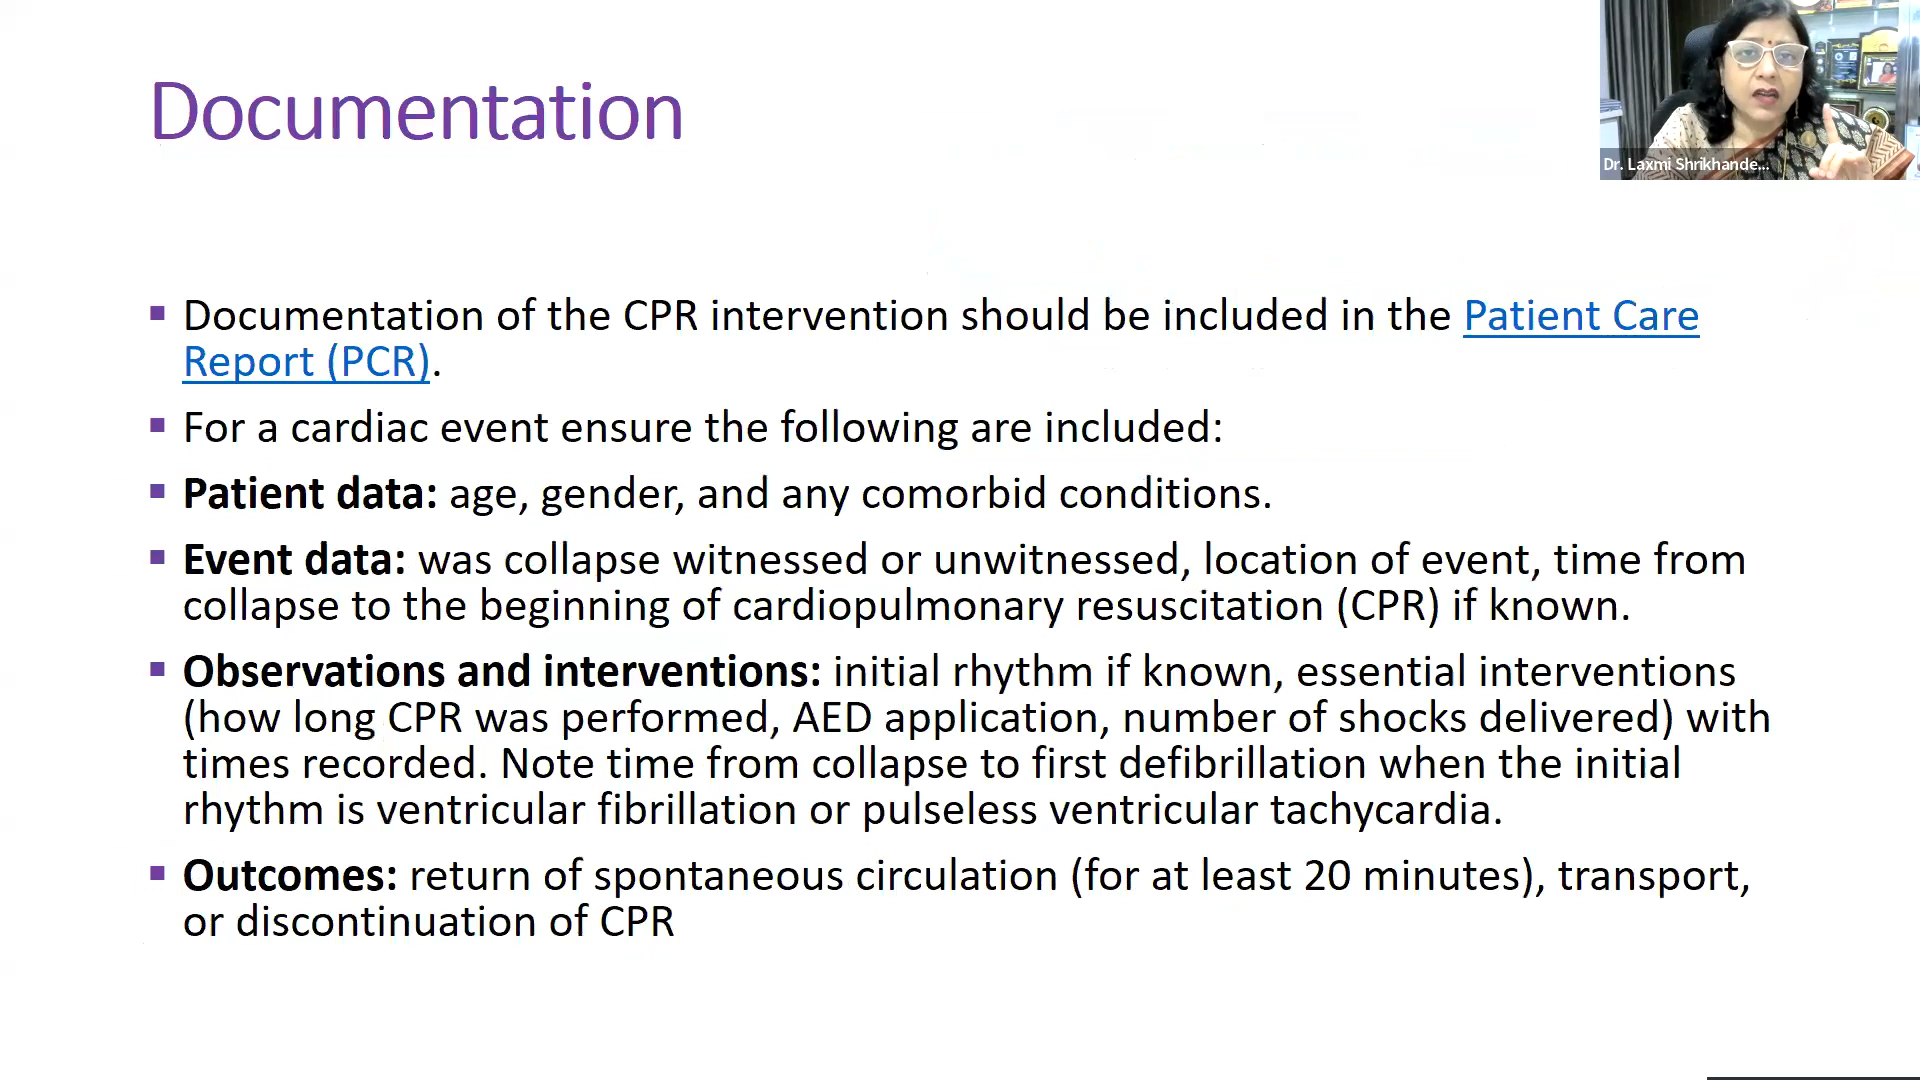 Documentation
Dr. Laxmi Shrikhande...
▪ Documentation of the CPR intervention should be included in the Patient Care
Report (PCR).
▪ For a cardiac event ensure the following are included:
▪ Patient data: age, gender, and any comorbid conditions.
▪ Event data: was collapse witnessed or unwitnessed, location of event, time from
collapse to the beginning of cardiopulmonary resuscitation (CPR) if known.
▪ Observations and interventions: initial rhythm if known, essential interventions
(how long CPR was performed, AED application, number of shocks delivered) with
times recorded. Note time from collapse to first defibrillation when the initial
rhythm is ventricular fibrillation or pulseless ventricular tachycardia.
▪ Outcomes: return of spontaneous circulation (for at least 20 minutes), transport,
or discontinuation of CPR